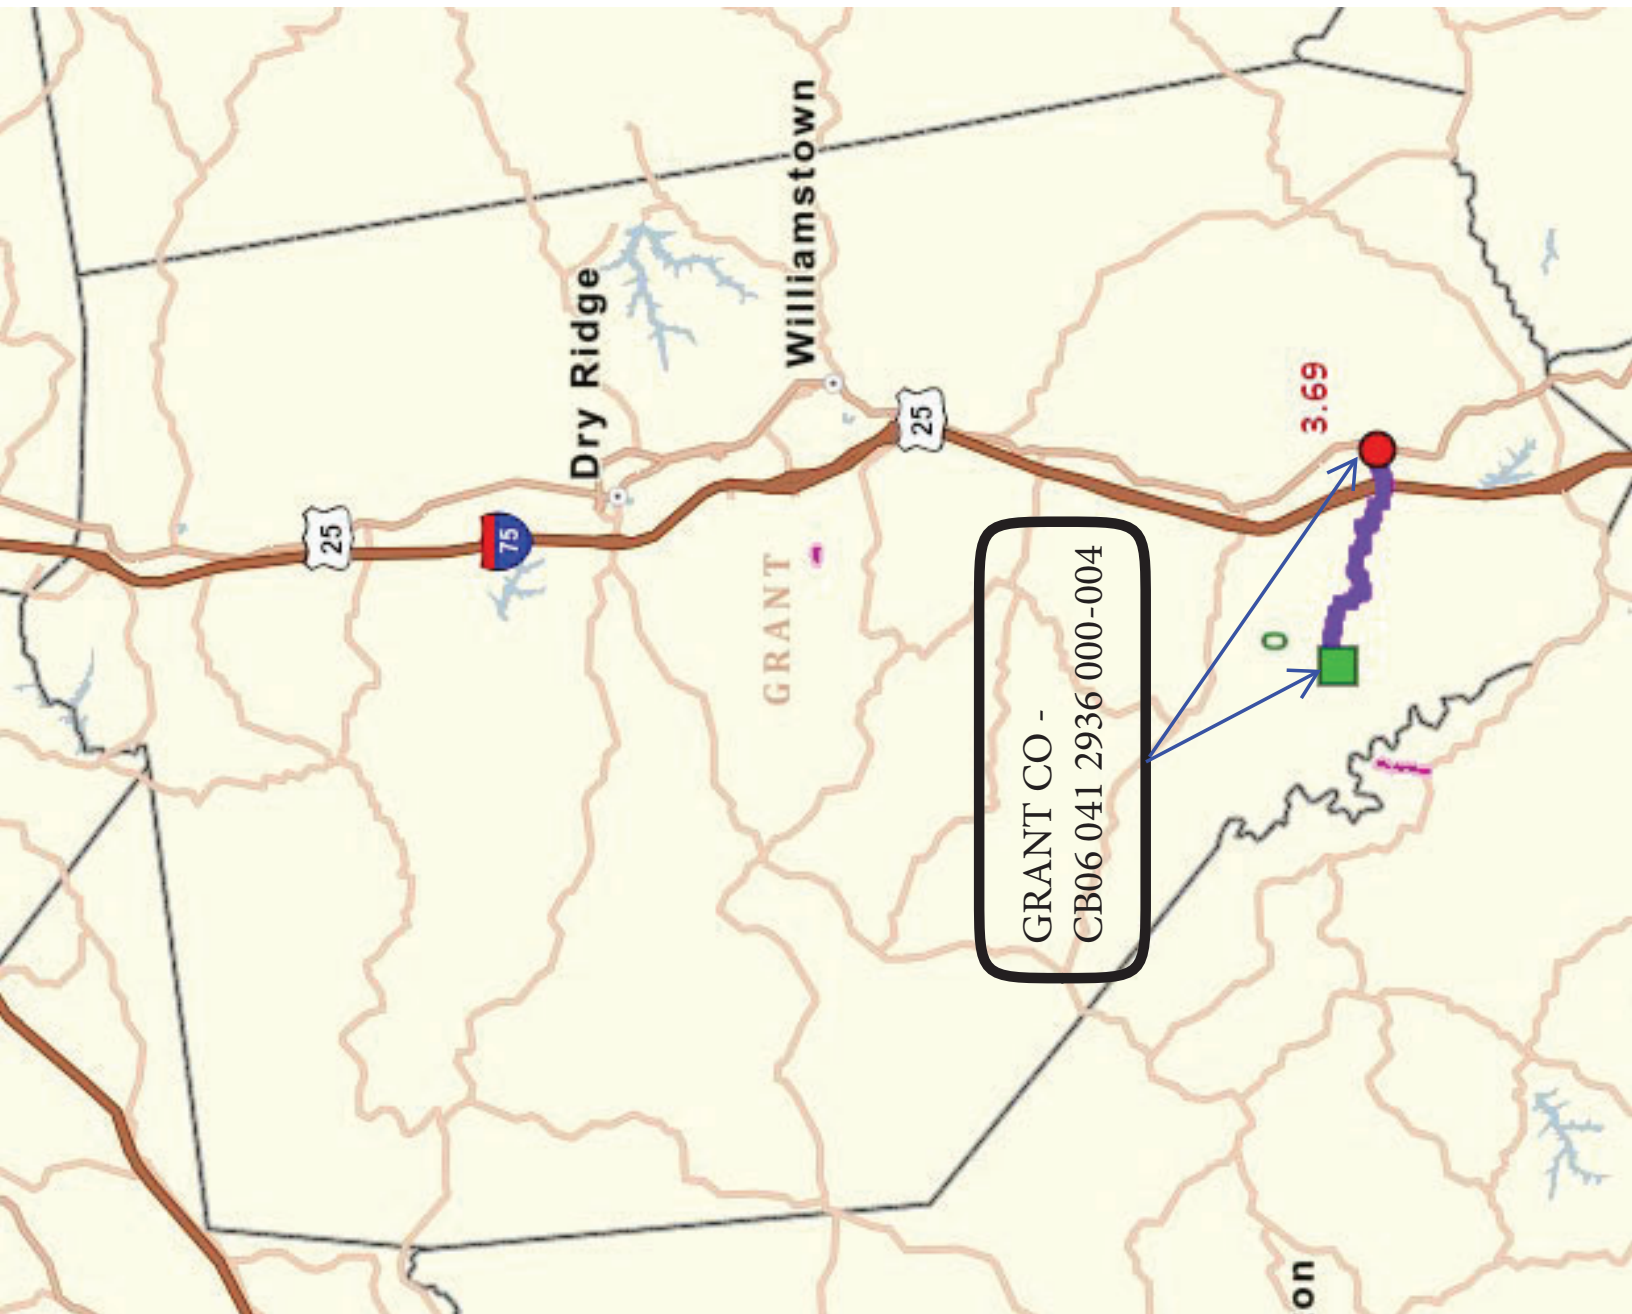 Williamstown
Dry Ridge
25
3.69
25
75
GRANT
0
GRANT CO -
CB06 041 2936 000-004
on